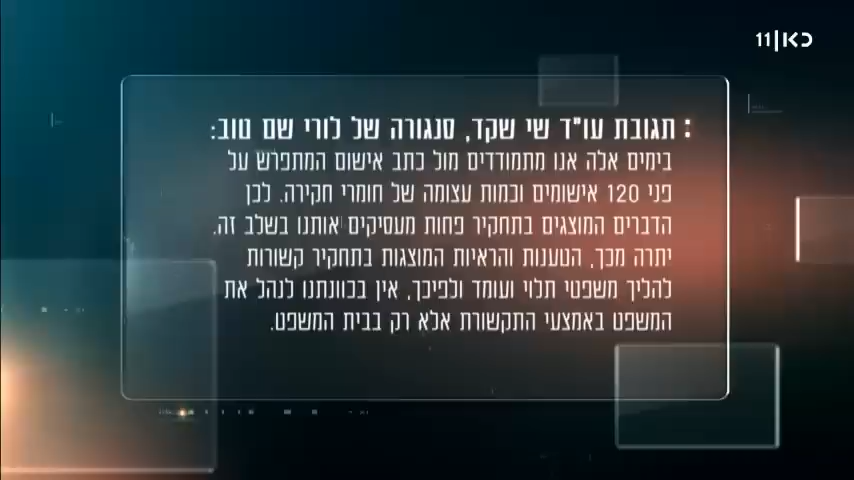 כאן 11
: תגובת עו"ד שי שקד, סנגורה של לורי שם טוב:
בימים אלה אנו מתמודדים מול כתב אישום המתפרש על
פני 120 אישומים וכמות עצומה של חומרי חקירה. לכן
הדברים המוצגים בתחקיר פחות מעסיקים אותנו בשלב זה.
יתרה מכך, הטענות והראיות המוצגות בתחקיר קשורות
להליך משפטי תלוי ועומד ולפיכך, אין בכוונתנו לנהל את
המשפט באמצעי התקשורת אלא רק בבית המשפט.